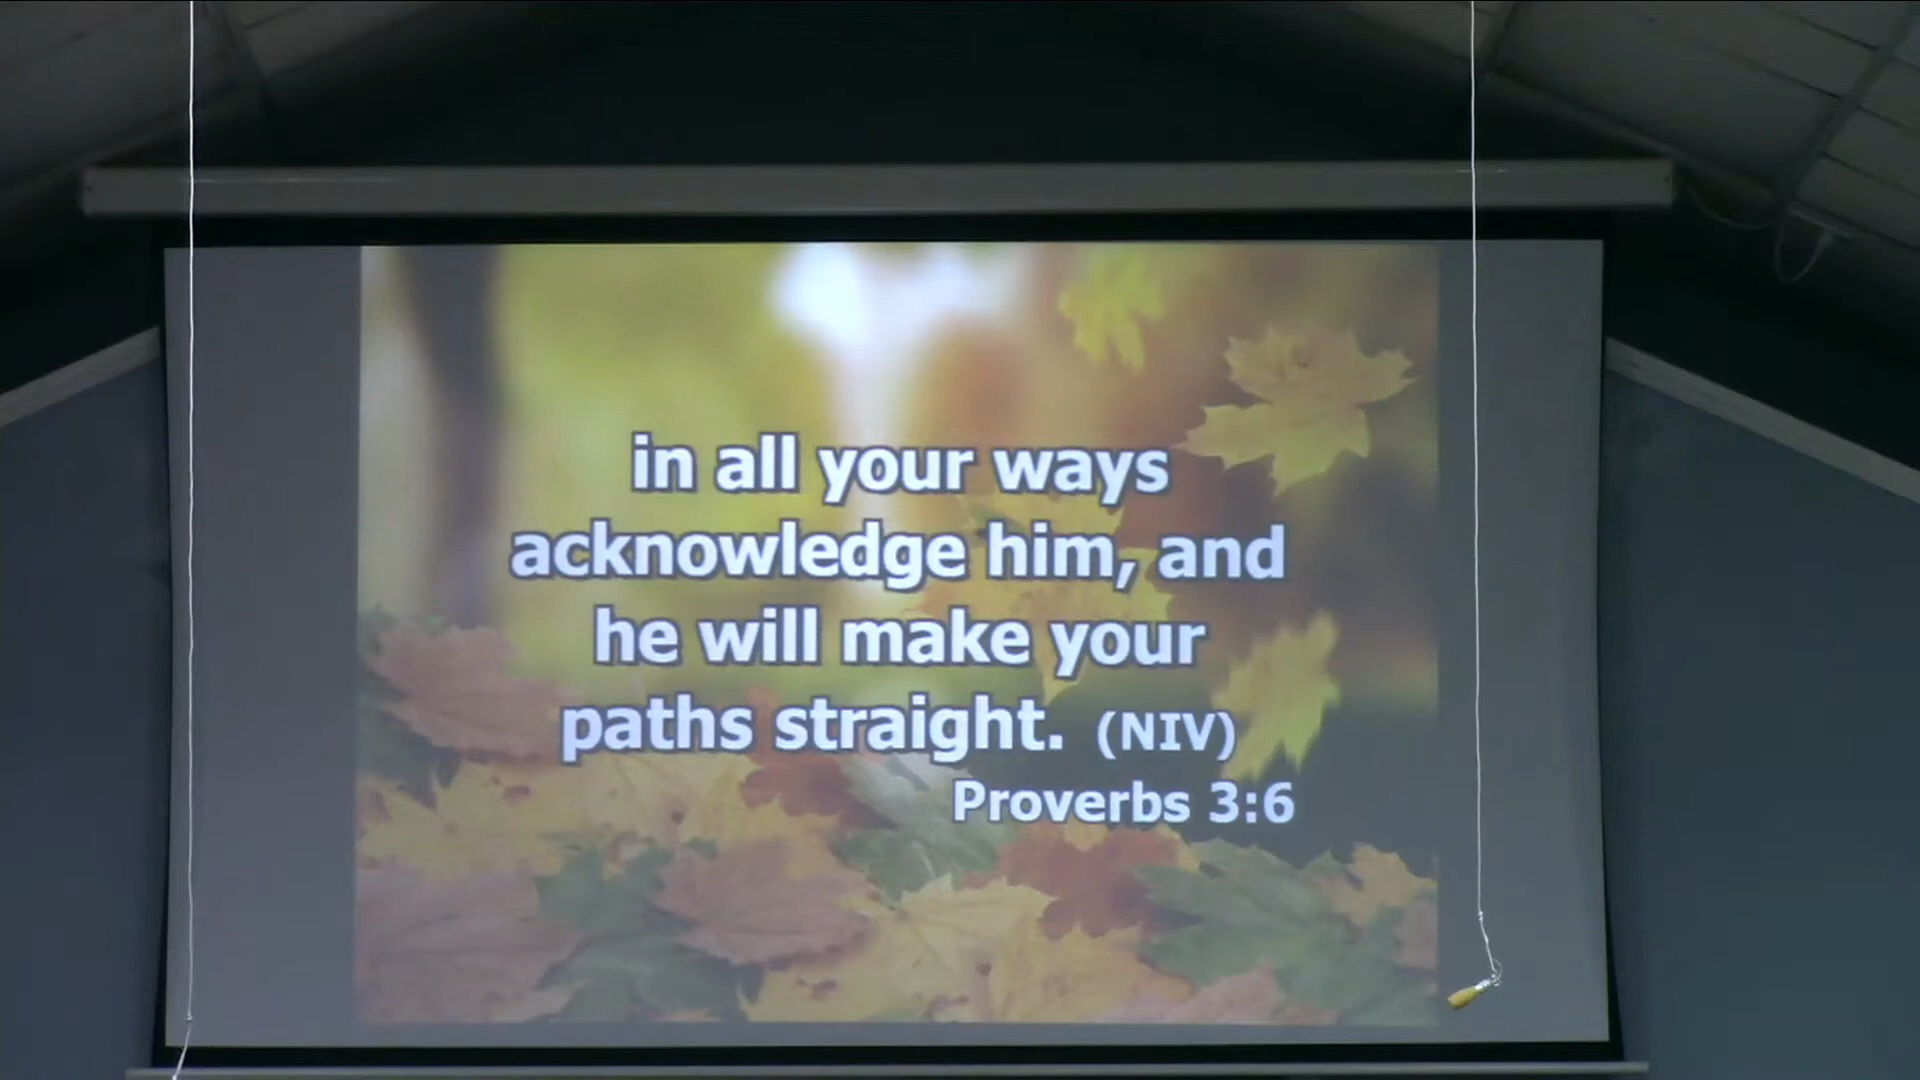 in all your ways
acknowledge him, and
he will make your
paths straight. (NIV)
Proverbs 3:6